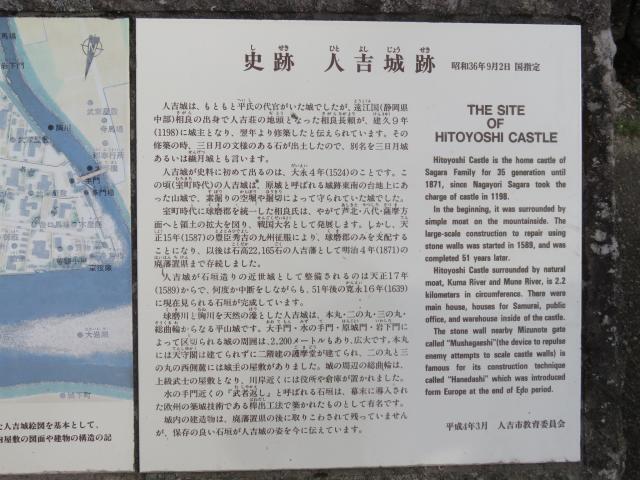 史跡 人吉城跡 昭和36年9月2日 国指定
人吉城は、もともと平氏の代官がいた城でしたが、遠江国(静岡県
中部)相良の出身で人吉荘の地頭となった相良長頼が、建久9年
(1198)に城主となり、翌年より修築したと伝えられています。その
修築の時、三日月の文様のある石が出土したので、別名を三日月城
あるいは繊月城とも言います。
人吉城が史料に初めて出るのは、大永4年(1524)のことです。こ
の頃(室町時代)の人吉城は、原城と呼ばれる城跡東南の台地上にあ
った山城で、素掘りの空堀や堀切によって守られていた城でした。
室町時代に球磨郡を統一した相良氏は、やがて芦北・八代・薩摩方
面へと領土の拡大を図り、戦国大名として発展します。しかし、天
正15年(1587)の豊臣秀吉の九州征服により、球磨郡のみを支配する
ことになり、以後は石高22,165石の人吉藩として明治4年(1871)の
廃藩置県まで存続しました。
人吉城が石垣造りの近世城として整備されるのは天正17年
(1589)からで、何度か中断をしながらも、51年後の寛永16年(1639)
に現在見られる石垣が完成しています。
球磨川と胸川を天然の濠とした人吉城は、本丸・二の丸・三の丸・
総曲輪からなる平山城です。大手門・水の手門・原城門・岩下門に
よって区切られる城の周囲は、2,200メートルもあり、広大です。本丸
には天守閣は建てられずに二階建の護摩堂が建てられ、二の丸と三
の丸の西側麓には城主の屋敷がありました。城の周辺の総曲輪は、
上級武士の屋敷となり、川岸近くには役所や倉庫が置かれました。
水の手門近くの『武者返し』と呼ばれる石垣は、幕末に導入され
た欧州の築城技術である槹出工法で築かれたものとして有名です。
城内の建造物は、廃藩置県の後に取りこわされて残っていません
が、保存の良い石垣が人吉城の姿を今に伝えています。
THE SITE OF
HITOYOSHI CASTLE
Hitoyoshi Castle is the home castle of
Sagara Family for 35 generation until
1871, since Nagayori Sagara took the
charge of castle in 1198.
In the beginning, it was surrounded by
simple moat on the mountainside. The
large-scale construction to repair using
stone walls was started in 1589, and was
completed 51 years later.
Hitoyoshi Castle surrounded by natural
moat, Kuma River and Mune River, is 2.2
kilometers in circumference. There were
main house, houses for Samurai, public
office, and warehouse inside of the castle.
The stone wall nearby Mizunote gate
called "Mushagaeshi"(the device to repulse
enemy attempts to scale castle walls) is
famous for its construction technique
called "Hanedashi" which was introduced
form Europe at the end of Edo period.
平成4年3月 人吉市教育委員会
た人吉城絵図を基本として、
内屋敷の図面や建物の構造の記